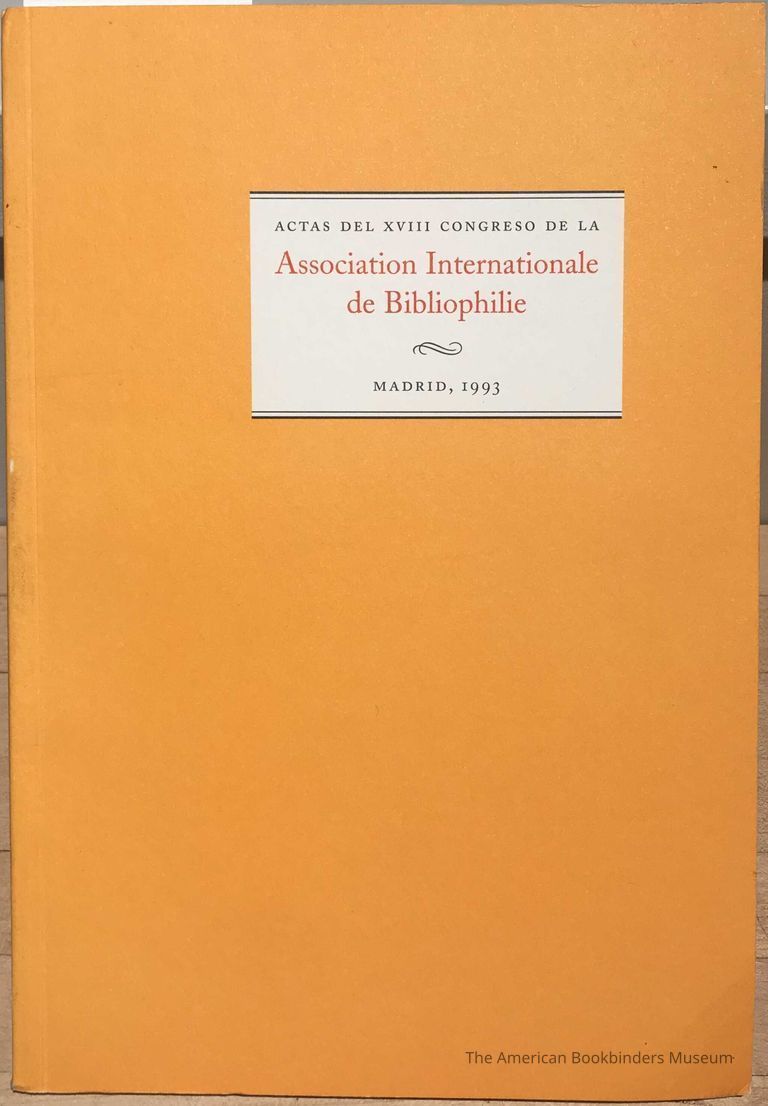 ACTAS DEL XVIII CONGRESO DE LA
Association Internationale
de Bibliophilie
MADRID, 1993
The American Bookbinders Museum